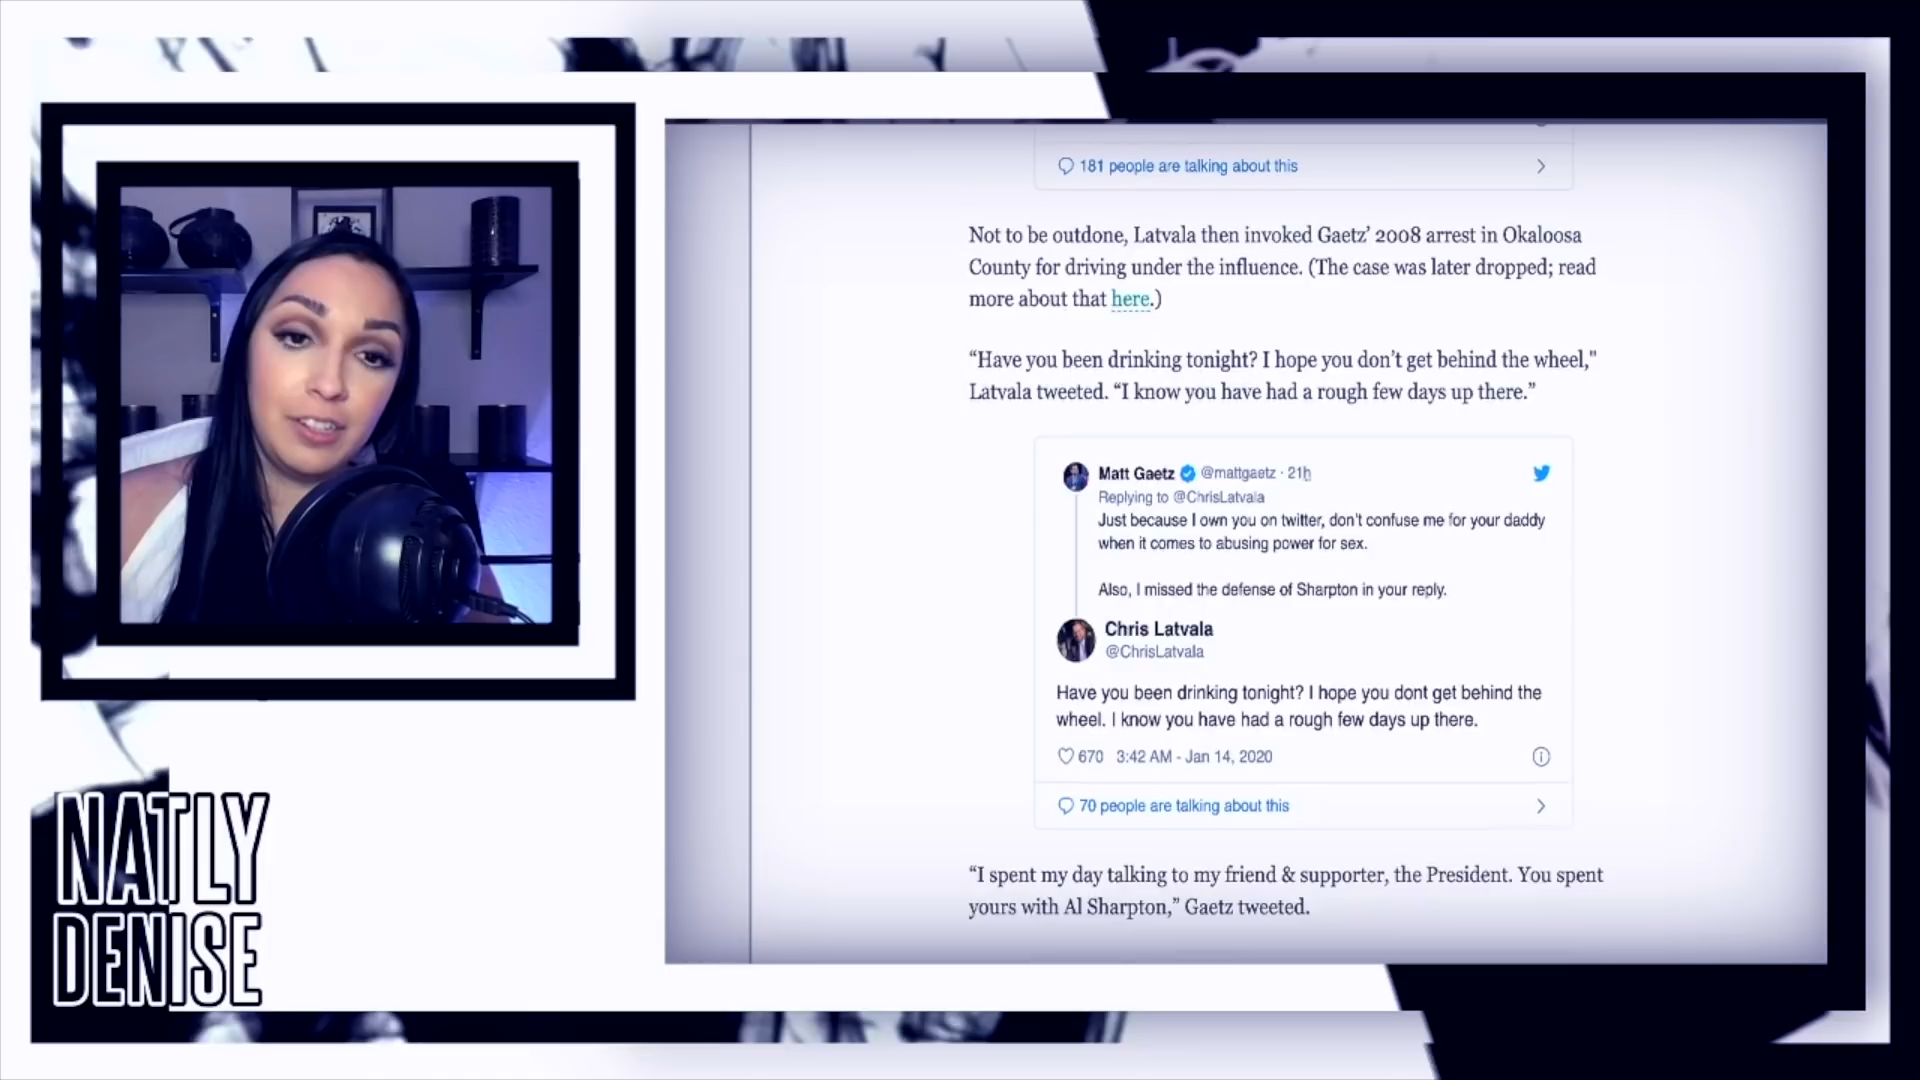 181 people are talking about this
Not to be outdone, Latvala then invoked Gaetz’ 2008 arrest in Okaloosa
County for driving under the influence. (The case was later dropped; read
more about that here.)
“Have you been drinking tonight? I hope you don’t get behind the wheel,"
Latvala tweeted. “I know you have had a rough few days up there.”
Matt Gaetz @mattgaetz · 21h
Replying to @ChrisLatvala
Just because I own you on twitter, don't confuse me for your daddy
when it comes to abusing power for sex.
Also, I missed the defense of Sharpton in your reply.
Chris Latvala
@ChrisLatvala
Have you been drinking tonight? I hope you dont get behind the
wheel. I know you have had a rough few days up there.
670 3:42 AM - Jan 14, 2020
70 people are talking about this
“I spent my day talking to my friend & supporter, the President. You spent
yours with Al Sharpton,” Gaetz tweeted.
NATLY
DENISE